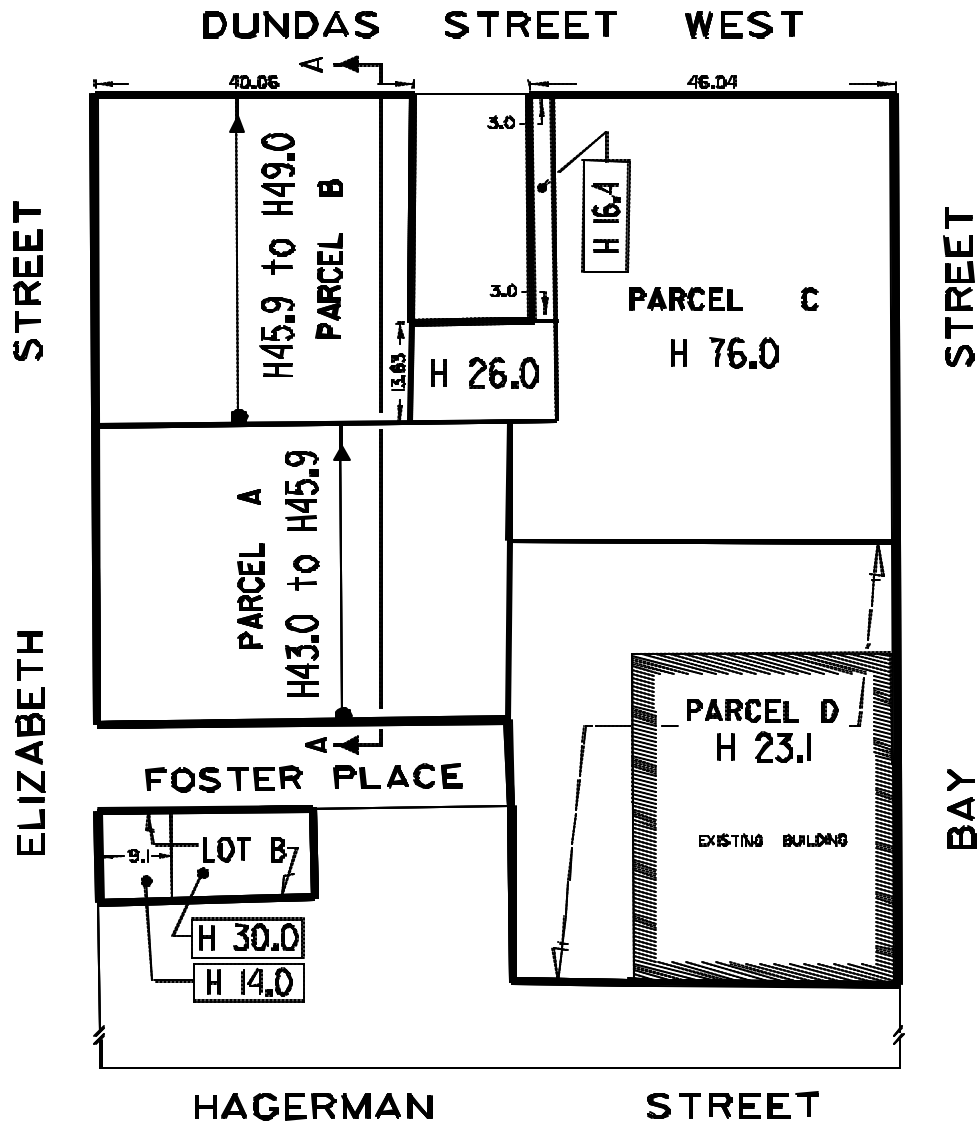 DUNDAS STREET WEST
A
40.06
46.04
3.0
H 16.4
3.0
H45.9 to H49.0
PARCEL B
PARCEL C
H 76.0
13.63
H 26.0
STREET
STREET
PARCEL A
H43.0 to H45.9
A
PARCEL D
H 23.1
FOSTER PLACE
ELIZABETH
BAY
EXISTING BUILDING
9.1
LOT B
H 30.0
H 14.0
HAGERMAN STREET